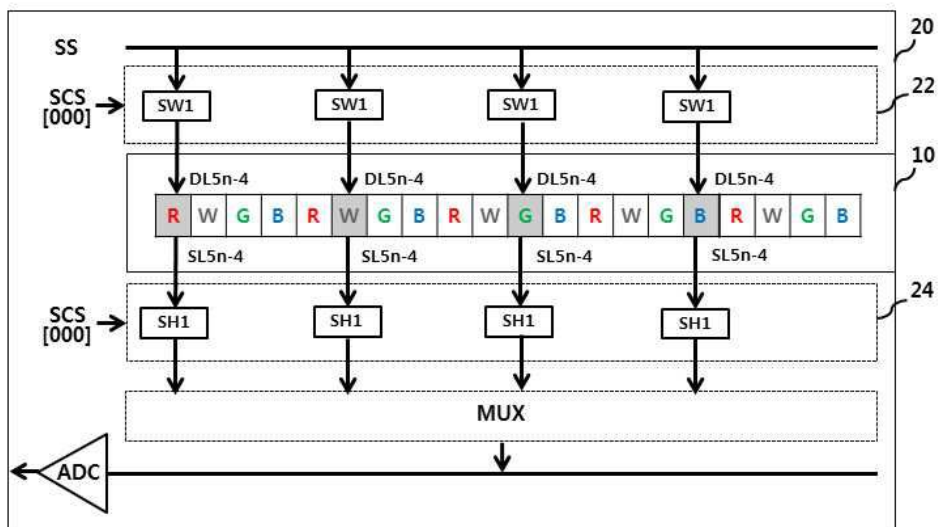 SS
20
22
SCS
[000]
SW1 SW1 SW1 SW1
10
DL5n-4 DL5n-4 DL5n-4 DL5n-4
R W G B R W G B R W G B R W G B R W G B
SL5n-4 SL5n-4 SL5n-4 SL5n-4
24
SCS
[000]
SH1 SH1 SH1 SH1
MUX
ADC